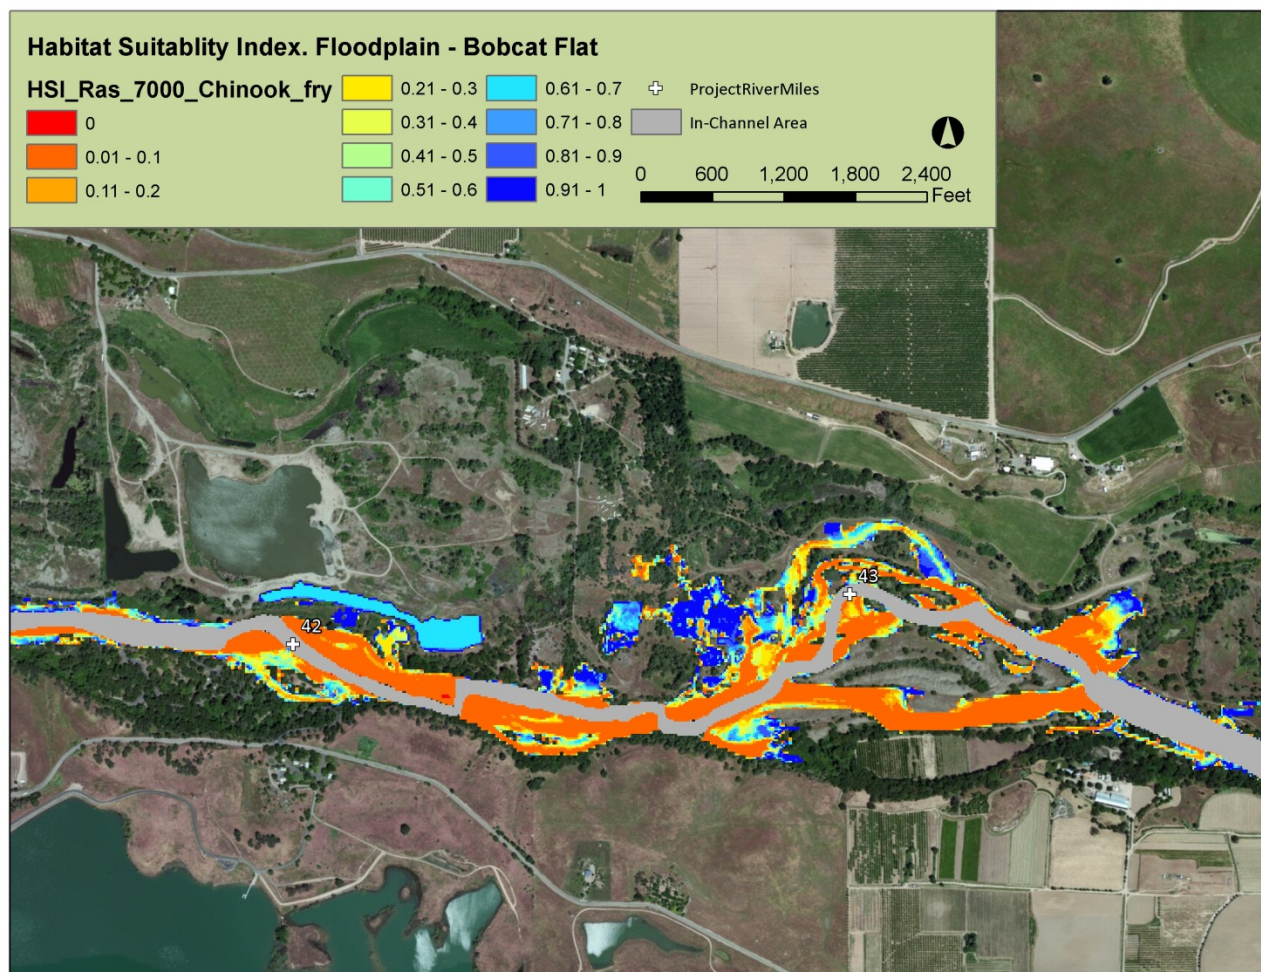 Habitat Suitablity Index. Floodplain - Bobcat Flat
HSI_Ras_7000_Chinook_fry
0
0.01 - 0.1
0.11 - 0.2
0.21 - 0.3
0.31 - 0.4
0.41 - 0.5
0.51 - 0.6
0.61 - 0.7
0.71 - 0.8
0.81 - 0.9
0.91 - 1
ProjectRiverMiles
In-Channel Area
0 600 1,200 1,800 2,400
Feet
43
42